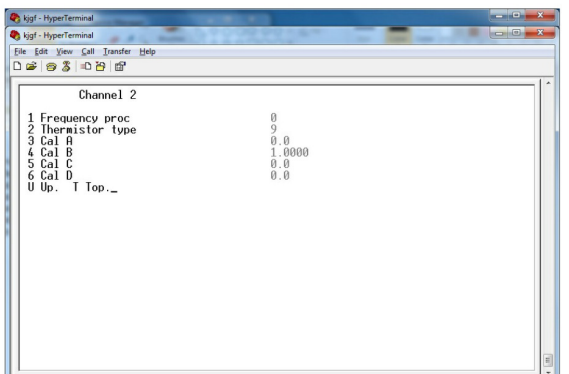 kjgf - HyperTerminal
kjgf - HyperTerminal
File Edit View Call Transfer Help
Channel 2
1 Frequency proc 0
2 Thermistor type 9
3 Cal A 0.0
4 Cal B 1.0000
5 Cal C 0.0
6 Cal D 0.0
U Up. T Top._